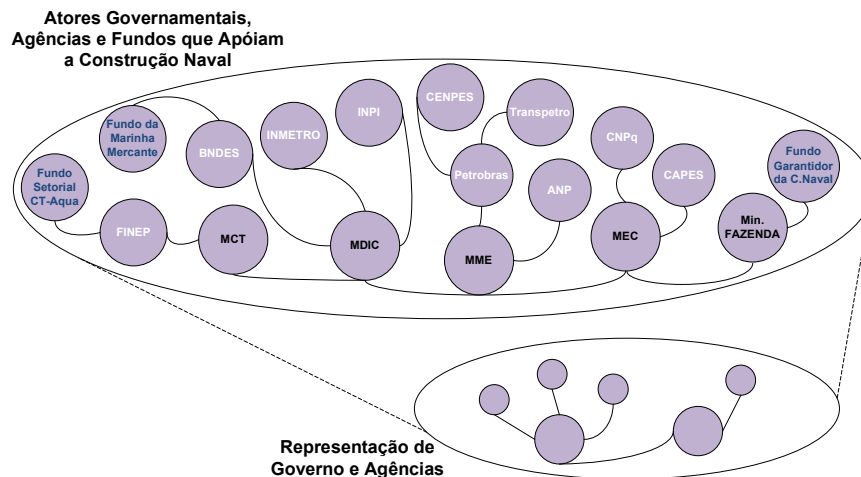 Atores Governamentais,
Agências e Fundos que Apóiam
a Construção Naval
Fundo da
Marinha
Mercante
BNDES
INMETRO
INPI
CENPES
Transpetro
CNPq
Fundo
Garantidor
da C.Naval
Fundo
Setorial
CT-Aqua
Petrobras
ANP
CAPES
FINEP
MCT
MDIC
MME
MEC
Min.
FAZENDA
Representação de
Governo e Agências